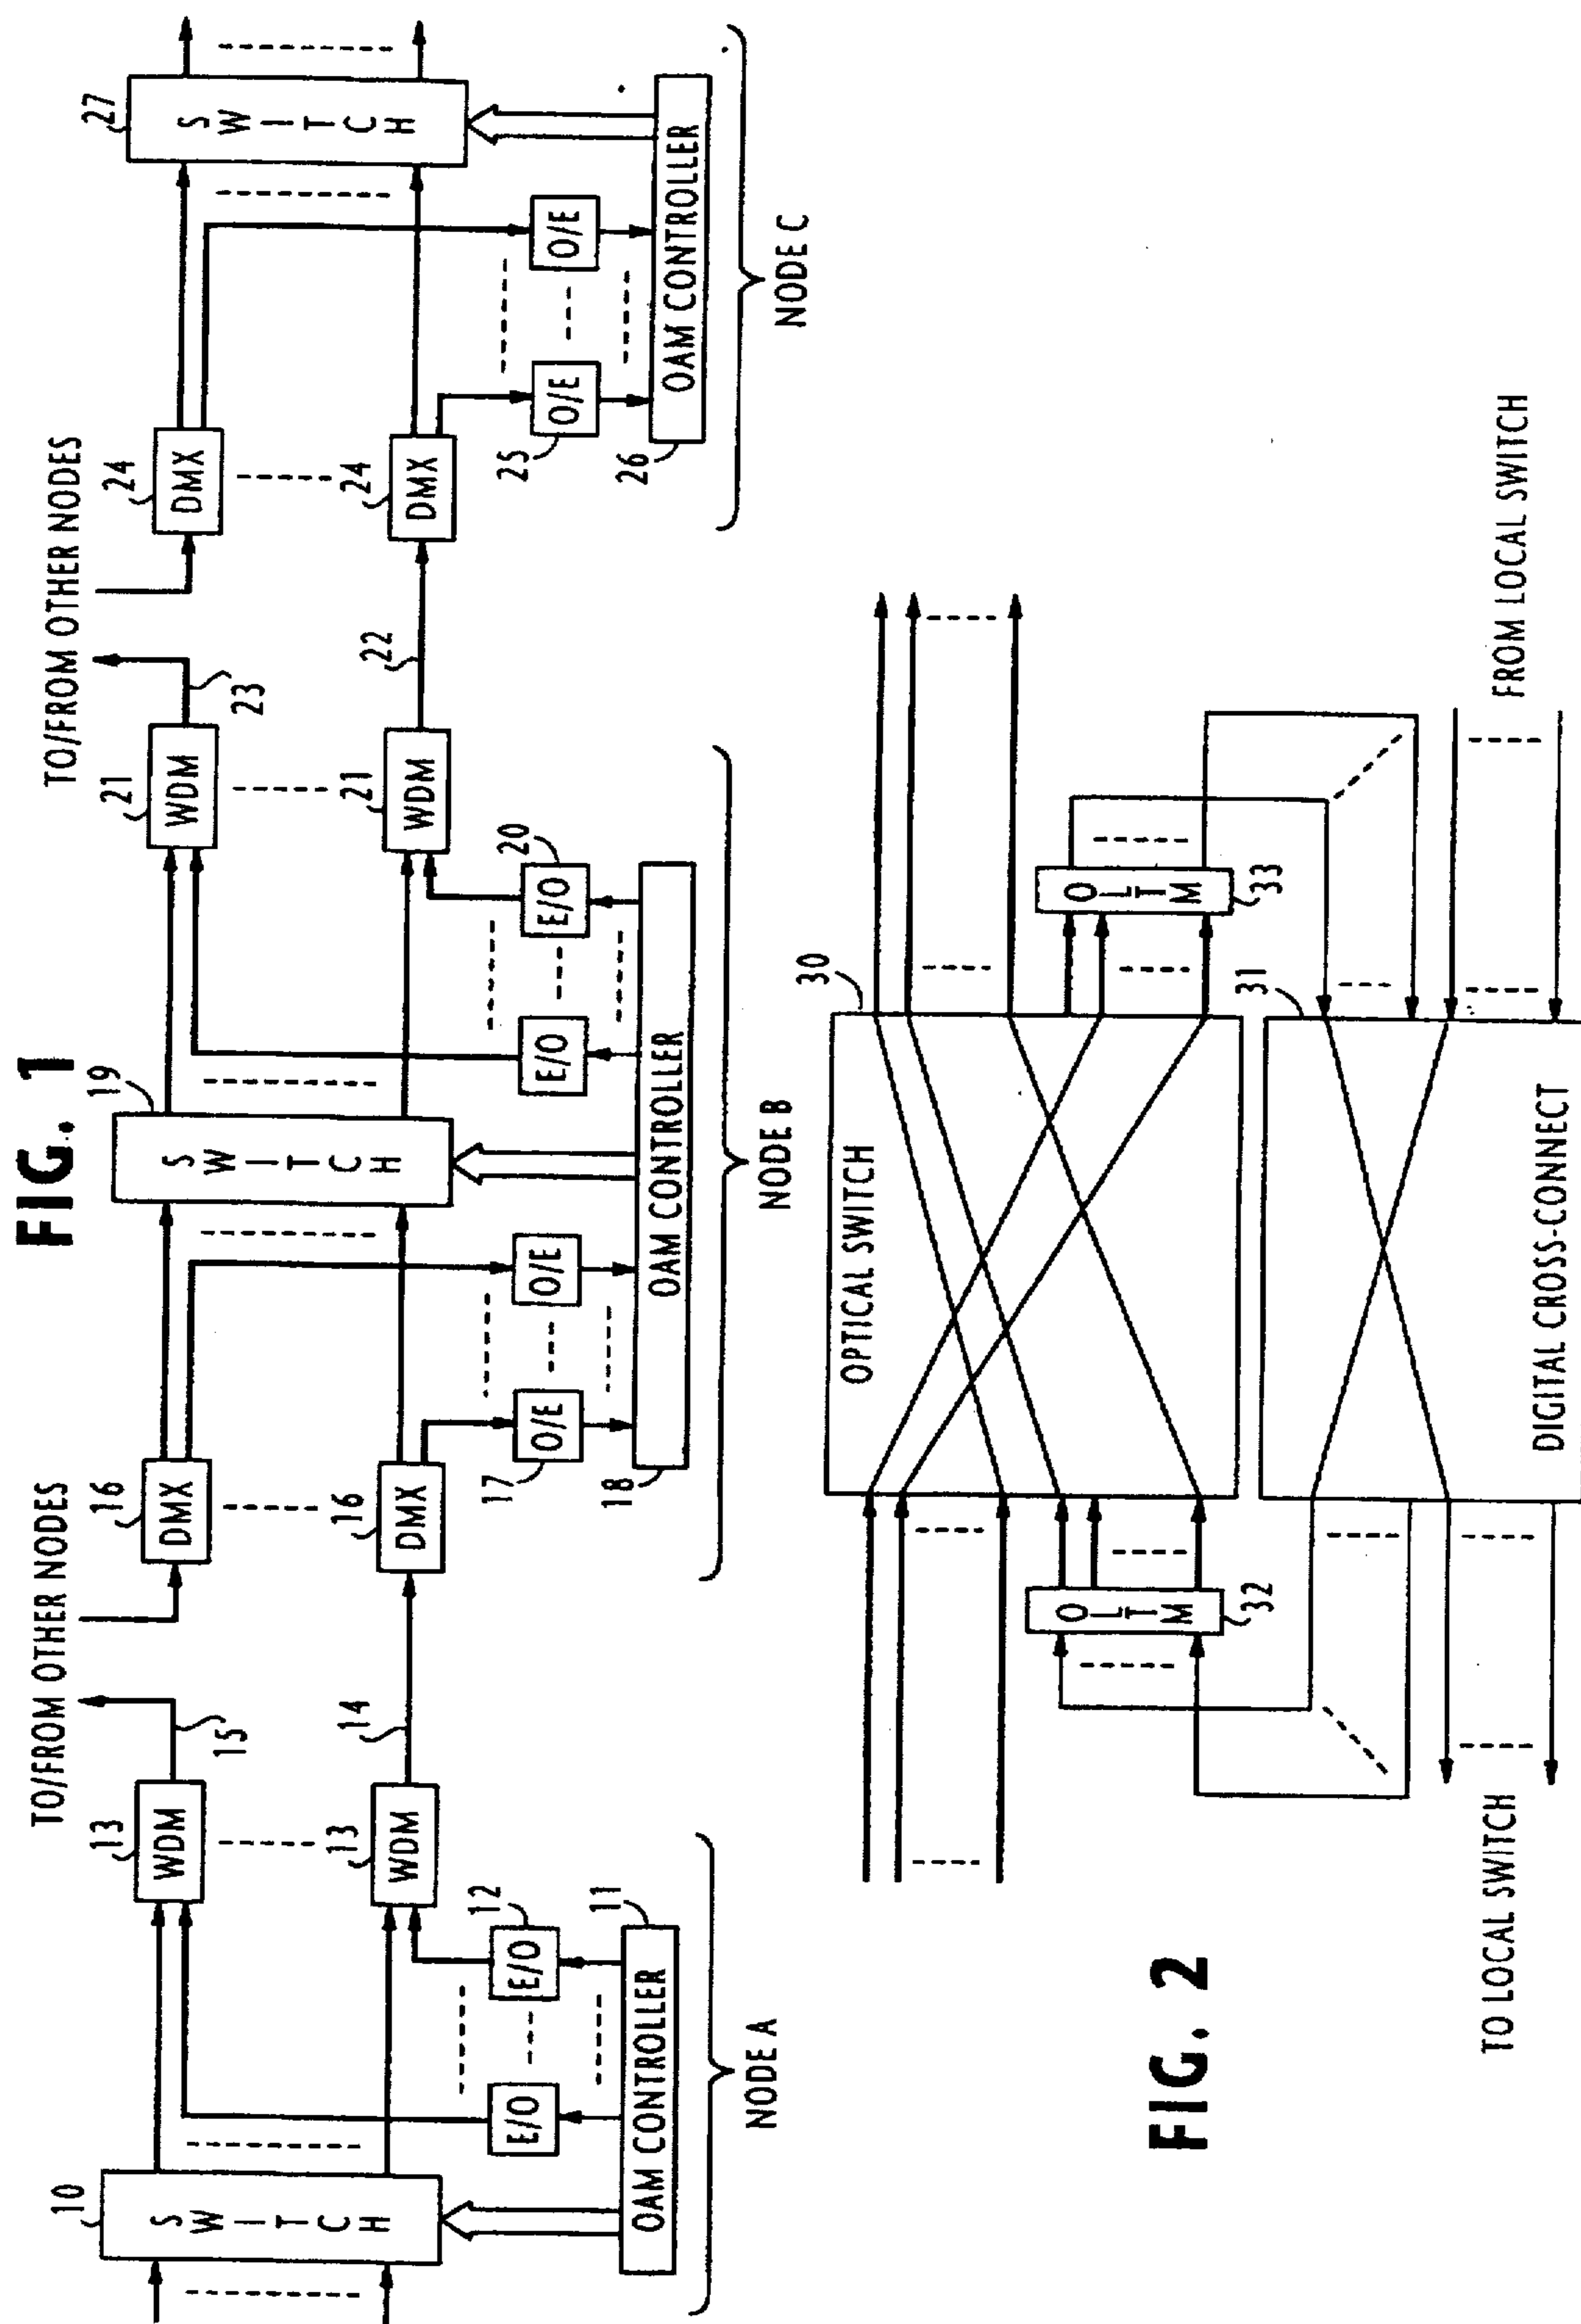 FIG. 1
TO/FROM OTHER NODES
TO/FROM OTHER NODES
10
SWITCH
13
WDM
15
13
WDM
14
12
E/O
E/O
11
OAM CONTROLLER
NODE A
16
DMX
16
DMX
17
O/E
O/E
18
OAM CONTROLLER
19
SWITCH
E/O
E/O
20
21
WDM
23
21
WDM
22
NODE B
24
DMX
24
DMX
25
O/E
O/E
26
OAM CONTROLLER
27
SWITCH
NODE C
FIG. 2
OPTICAL SWITCH
30
OLTM
32
OLTM
33
31
DIGITAL CROSS-CONNECT
TO LOCAL SWITCH
FROM LOCAL SWITCH